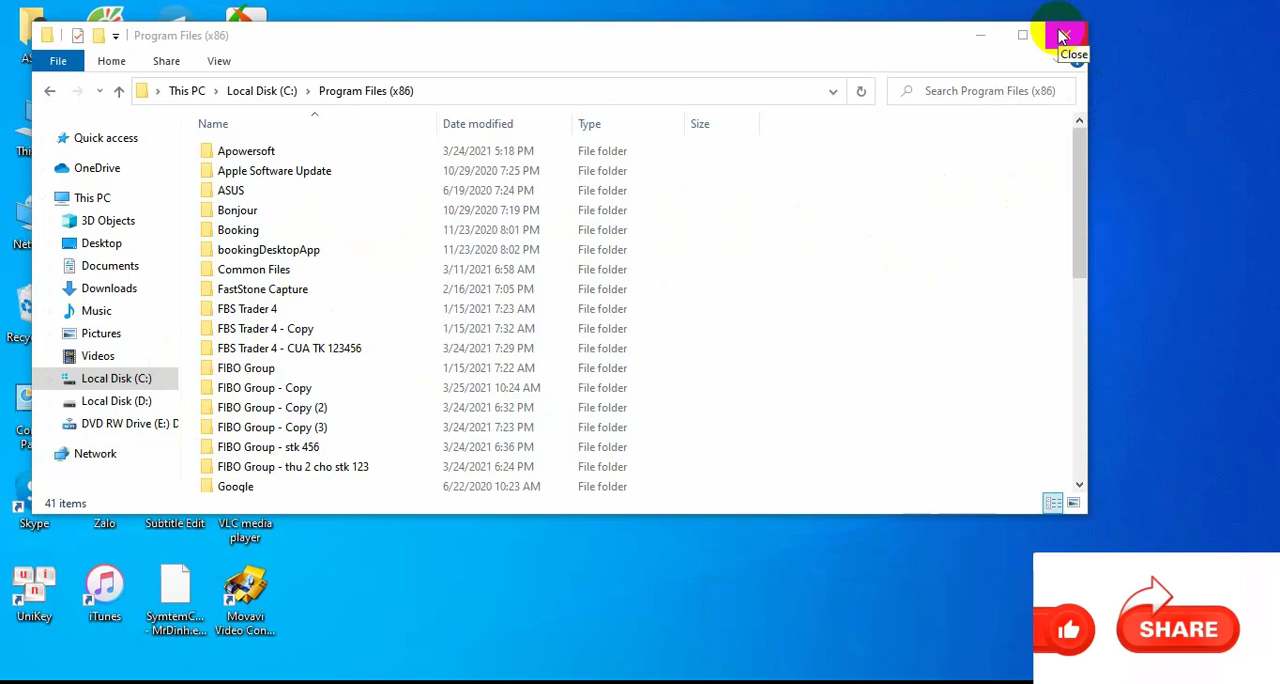 Program Files (x86)
Close
File Home Share View
This PC Local Disk (C:) Program Files (x86) Search Program Files (x86)
Name Date modified Type Size
Quick access
OneDrive
This PC
3D Objects
Desktop
Documents
Downloads
Music
Pictures
Videos
Local Disk (C:)
Local Disk (D:)
DVD RW Drive (E:) D
Network
Apowersoft 3/24/2021 5:18 PM File folder
Apple Software Update 10/29/2020 7:25 PM File folder
ASUS 6/19/2020 7:24 PM File folder
Bonjour 10/29/2020 7:19 PM File folder
Booking 11/23/2020 8:01 PM File folder
bookingDesktopApp 11/23/2020 8:02 PM File folder
Common Files 3/11/2021 6:58 AM File folder
FastStone Capture 2/16/2021 7:05 PM File folder
FBS Trader 4 1/15/2021 7:23 AM File folder
FBS Trader 4 - Copy 1/15/2021 7:32 AM File folder
FBS Trader 4 - CUA TK 123456 3/24/2021 7:29 PM File folder
FIBO Group 1/15/2021 7:22 AM File folder
FIBO Group - Copy 3/25/2021 10:24 AM File folder
FIBO Group - Copy (2) 3/24/2021 6:32 PM File folder
FIBO Group - Copy (3) 3/24/2021 7:23 PM File folder
FIBO Group - stk 456 3/24/2021 6:36 PM File folder
FIBO Group - thu 2 cho stk 123 3/24/2021 6:24 PM File folder
Google 6/22/2020 10:23 AM File folder
41 items
Skype Zalo Subtitle Edit VLC media
player
UniKey iTunes SymtemC... Movavi
- MrDinh.e... Video Con...
SHARE